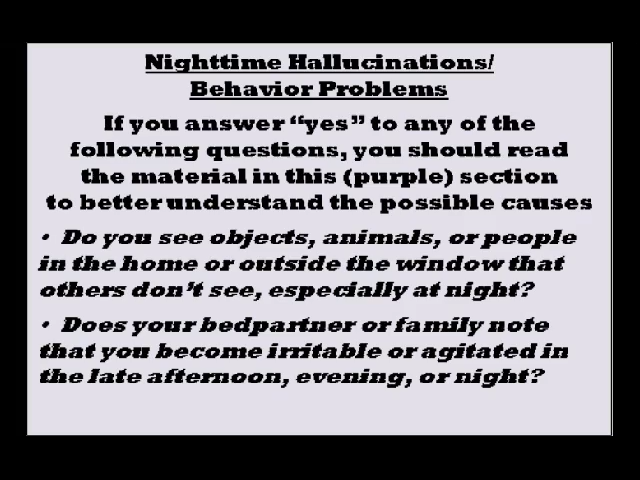 Nighttime Hallucinations/
Behavior Problems
If you answer “yes” to any of the
following questions, you should read
the material in this (purple) section
to better understand the possible causes
• Do you see objects, animals, or people
in the home or outside the window that
others don’t see, especially at night?
• Does your bedpartner or family note
that you become irritable or agitated in
the late afternoon, evening, or night?